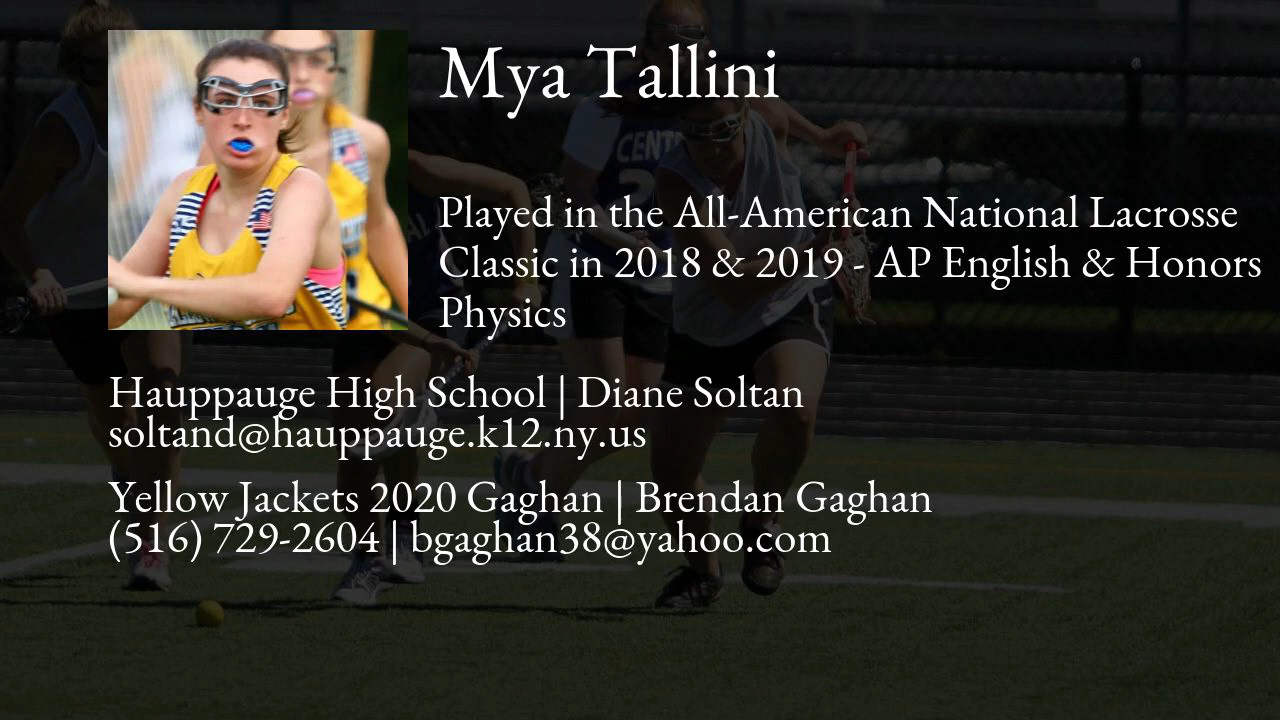 Mya Tallini
Played in the All-American National Lacrosse
Classic in 2018 & 2019 - AP English & Honors
Physics
Hauppauge High School | Diane Soltan
soltand@hauppauge.k12.ny.us
Yellow Jackets 2020 Gaghan | Brendan Gaghan
(516) 729-2604 | bgaghan38@yahoo.com